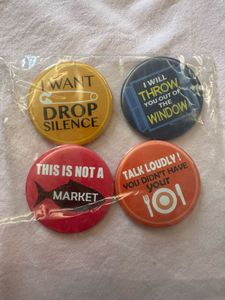 I WANT
DROP
SILENCE
I WILL
THROW
YOU OUT OF
THE
WINDOW
THIS IS NOT A
MARKET
TALK LOUDLY !
YOU DIDN'T HAVE
your